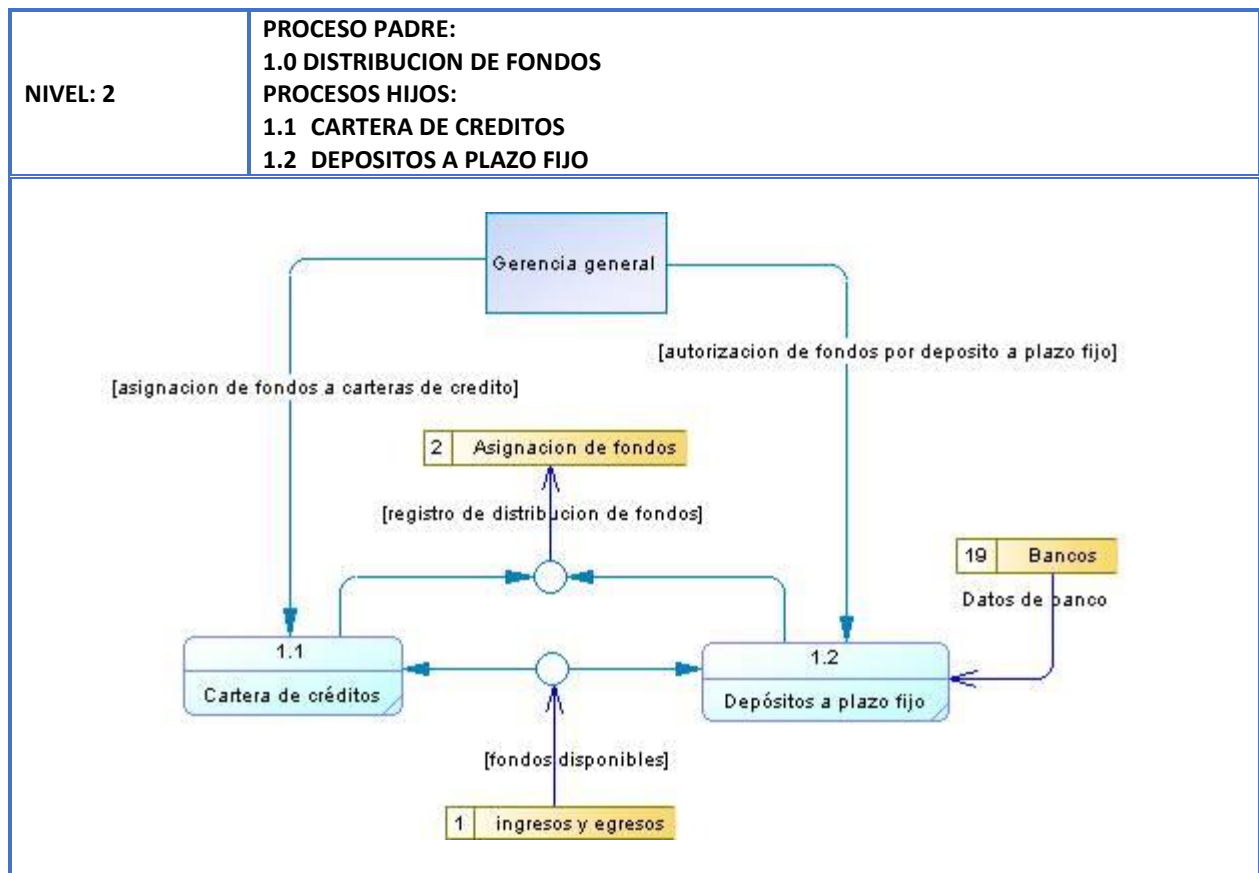 NIVEL: 2
PROCESO PADRE:
1.0 DISTRIBUCION DE FONDOS
PROCESOS HIJOS:
1.1 CARTERA DE CREDITOS
1.2 DEPOSITOS A PLAZO FIJO
Gerencia general
[autorizacion de fondos por deposito a plazo fijo]
[asignacion de fondos a carteras de credito]
2 Asignacion de fondos
[registro de distribucion de fondos]
19 Bancos
Datos de banco
1.1
Cartera de créditos
1.2
Depósitos a plazo fijo
[fondos disponibles]
1 ingresos y egresos